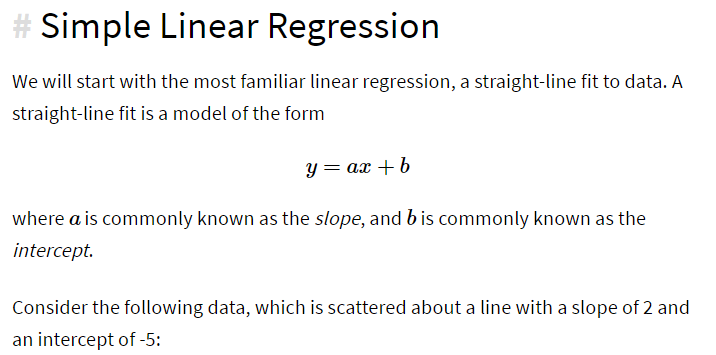 # Simple Linear Regression
We will start with the most familiar linear regression, a straight-line fit to data. A
straight-line fit is a model of the form
y = ax + b
where a is commonly known as the slope, and b is commonly known as the
intercept.
Consider the following data, which is scattered about a line with a slope of 2 and
an intercept of -5: